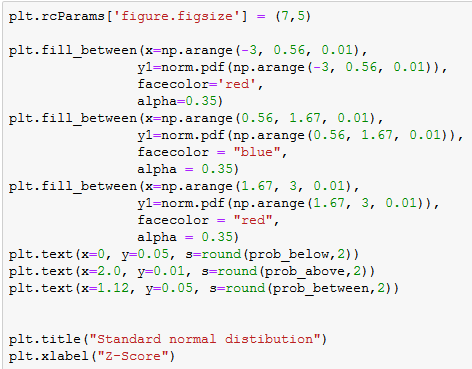 plt.rcParams['figure.figsize'] = (7,5)
plt.fill_between(x=np.arange(-3, 0.56, 0.01),
y1=norm.pdf(np.arange(-3, 0.56, 0.01)),
facecolor='red',
alpha=0.35)
plt.fill_between(x=np.arange(0.56, 1.67, 0.01),
y1=norm.pdf(np.arange(0.56, 1.67, 0.01)),
facecolor = "blue",
alpha = 0.35)
plt.fill_between(x=np.arange(1.67, 3, 0.01),
y1=norm.pdf(np.arange(1.67, 3, 0.01)),
facecolor = "red",
alpha = 0.35)
plt.text(x=0, y=0.05, s=round(prob_below,2))
plt.text(x=2.0, y=0.01, s=round(prob_above,2))
plt.text(x=1.12, y=0.05, s=round(prob_between,2))
plt.title("Standard normal distibution")
plt.xlabel("Z-Score")